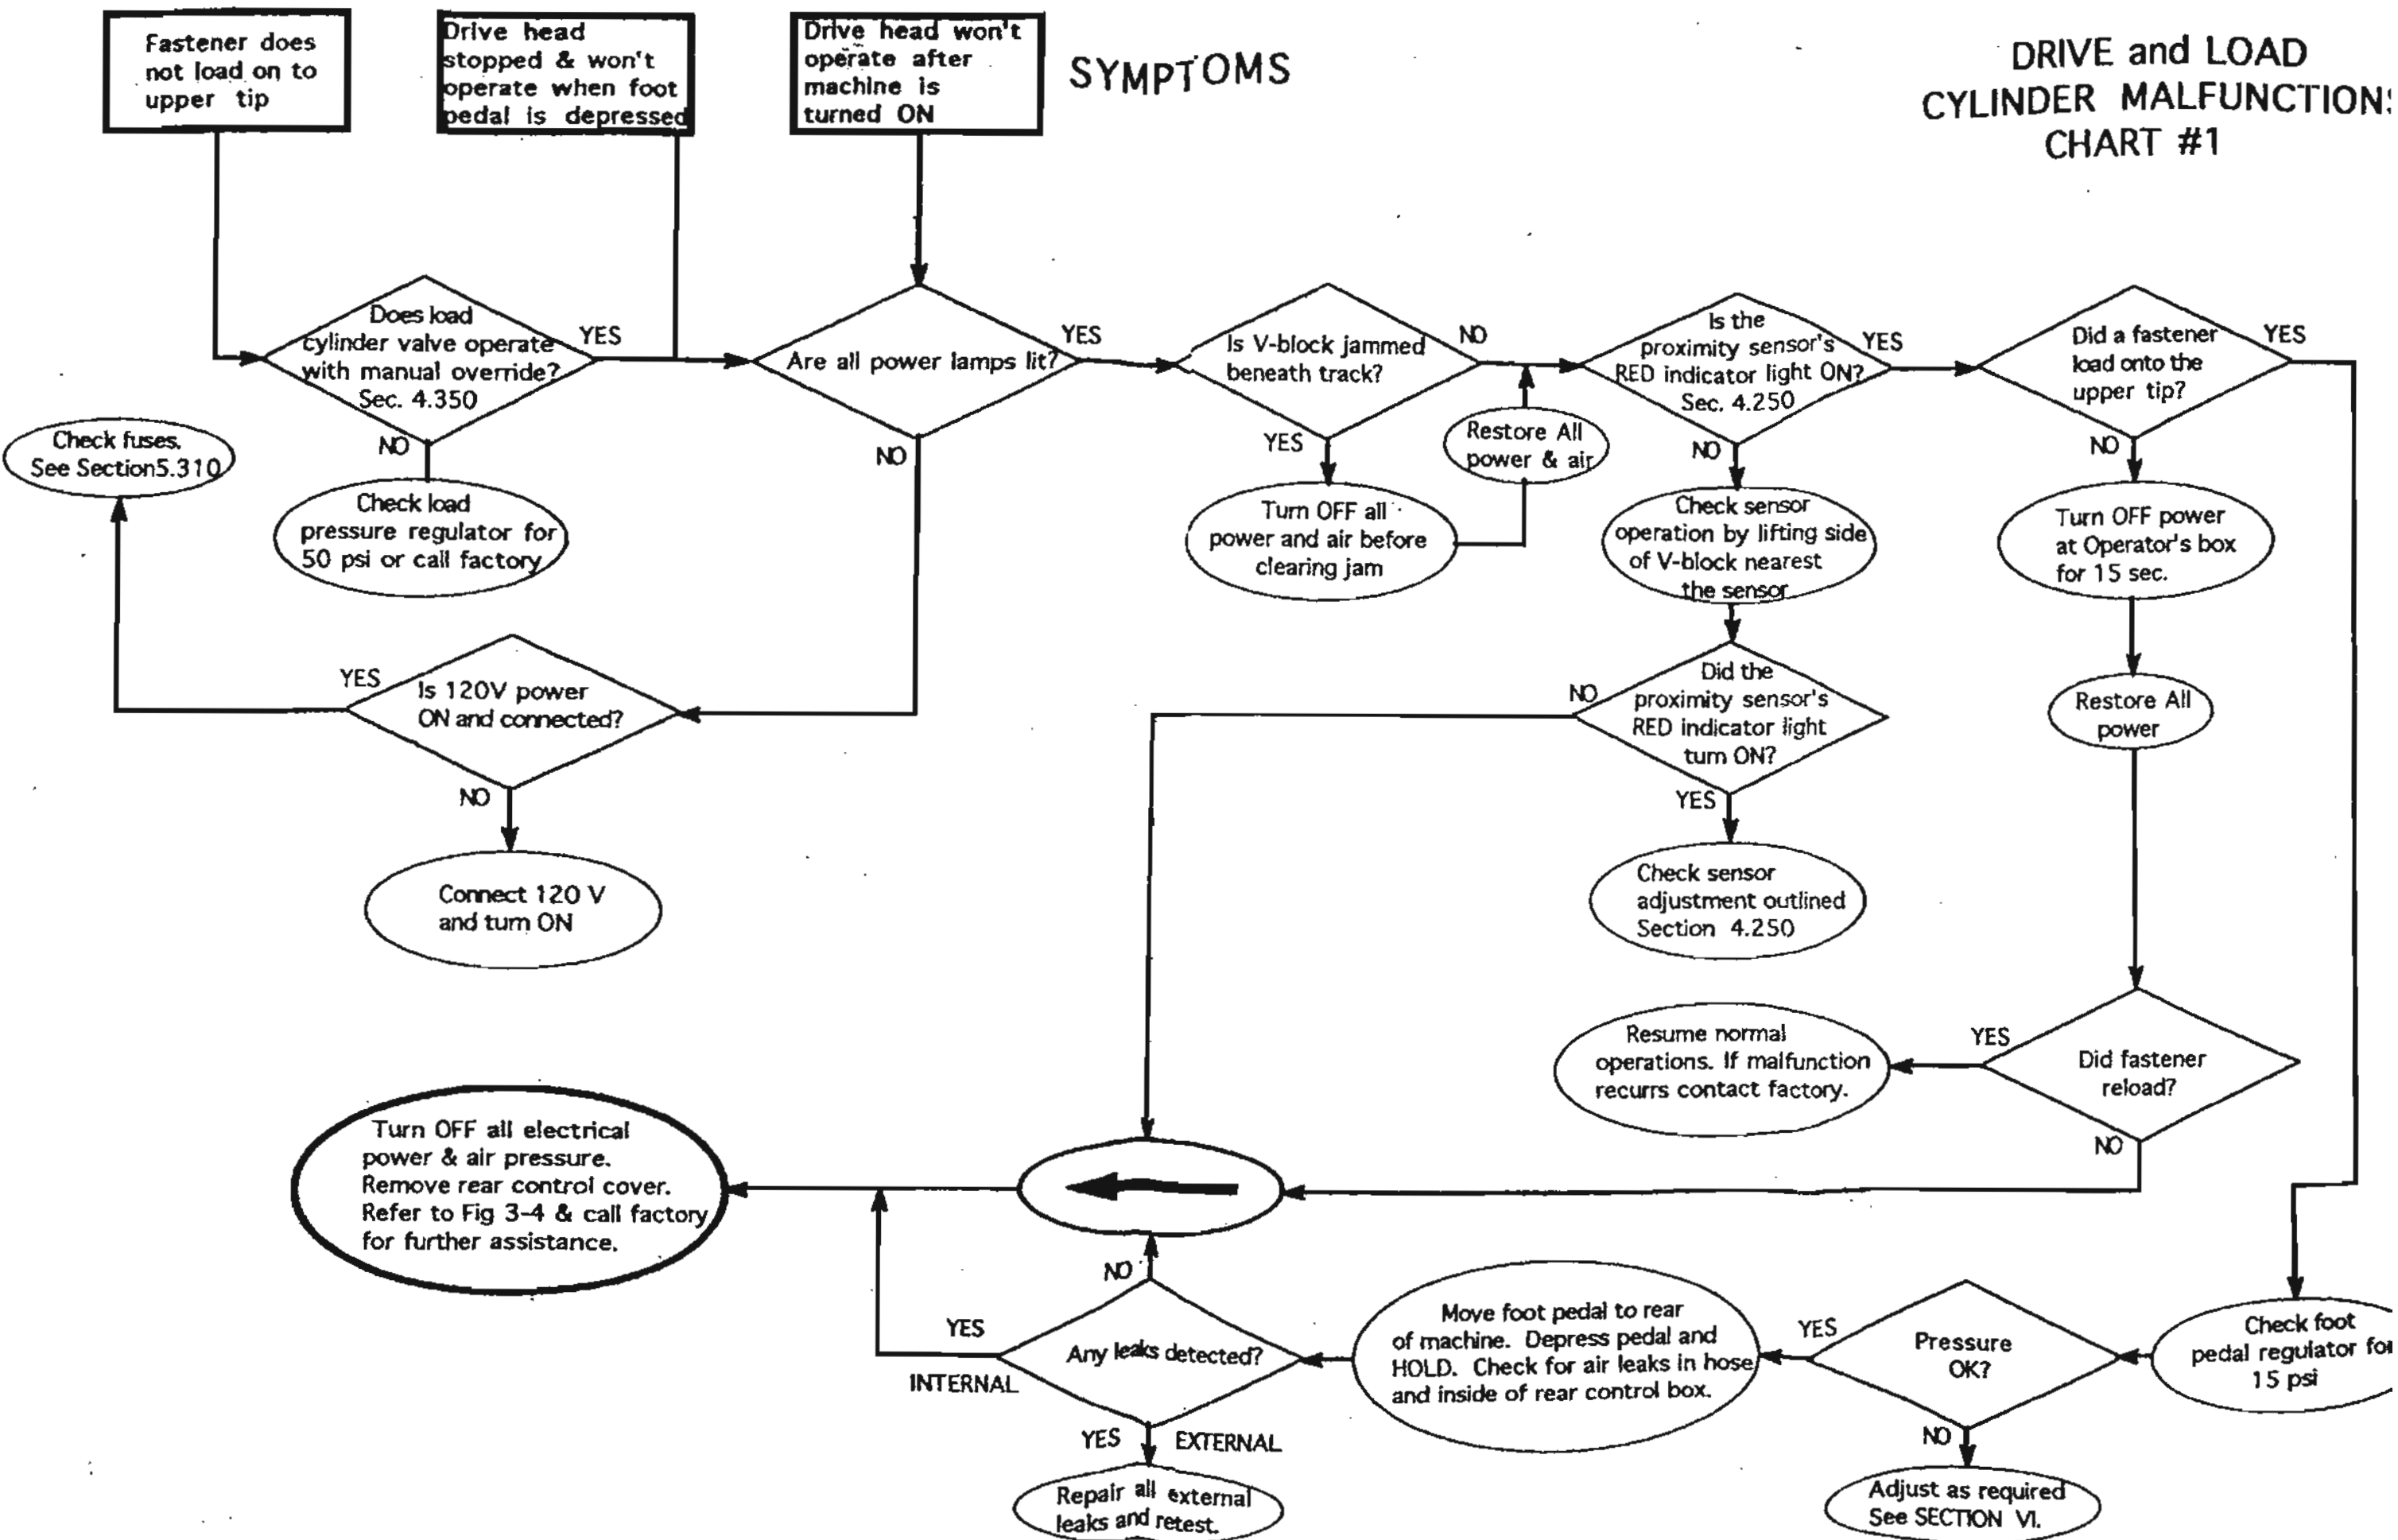 Fastener does
not load on to
upper tip
Drive head
stopped & won't
operate when foot
pedal is depressed
Drive head won't
operate after
machine is
turned ON
SYMPTOMS
DRIVE and LOAD
CYLINDER MALFUNCTIONS
CHART #1
Does load
cylinder valve operate
with manual override?
Sec. 4.350
YES
NO
Check load
pressure regulator for
50 psi or call factory
Are all power lamps lit?
YES
NO
Is V-block jammed
beneath track?
NO
YES
Turn OFF all
power and air before
clearing jam
Restore All
power & air
Is the
proximity sensor's
RED indicator light ON?
Sec. 4.250
YES
NO
Check sensor
operation by lifting side
of V-block nearest
the sensor
Did a fastener
load onto the
upper tip?
YES
NO
Turn OFF power
at Operator's box
for 15 sec.
Restore All
power
Check fuses.
See Section5.310
YES
Is 120V power
ON and connected?
NO
Connect 120 V
and turn ON
NO
Did the
proximity sensor's
RED indicator light
turn ON?
YES
Check sensor
adjustment outlined
Section 4.250
Resume normal
operations. If malfunction
recurrs contact factory.
YES
Did fastener
reload?
NO
Turn OFF all electrical
power & air pressure.
Remove rear control cover.
Refer to Fig 3-4 & call factory
for further assistance.
NO
YES
INTERNAL
Any leaks detected?
YES EXTERNAL
Repair all external
leaks and retest.
Move foot pedal to rear
of machine. Depress pedal and
HOLD. Check for air leaks in hose
and inside of rear control box.
YES
Pressure
OK?
NO
Adjust as required
See SECTION VI.
Check foot
pedal regulator for
15 psi